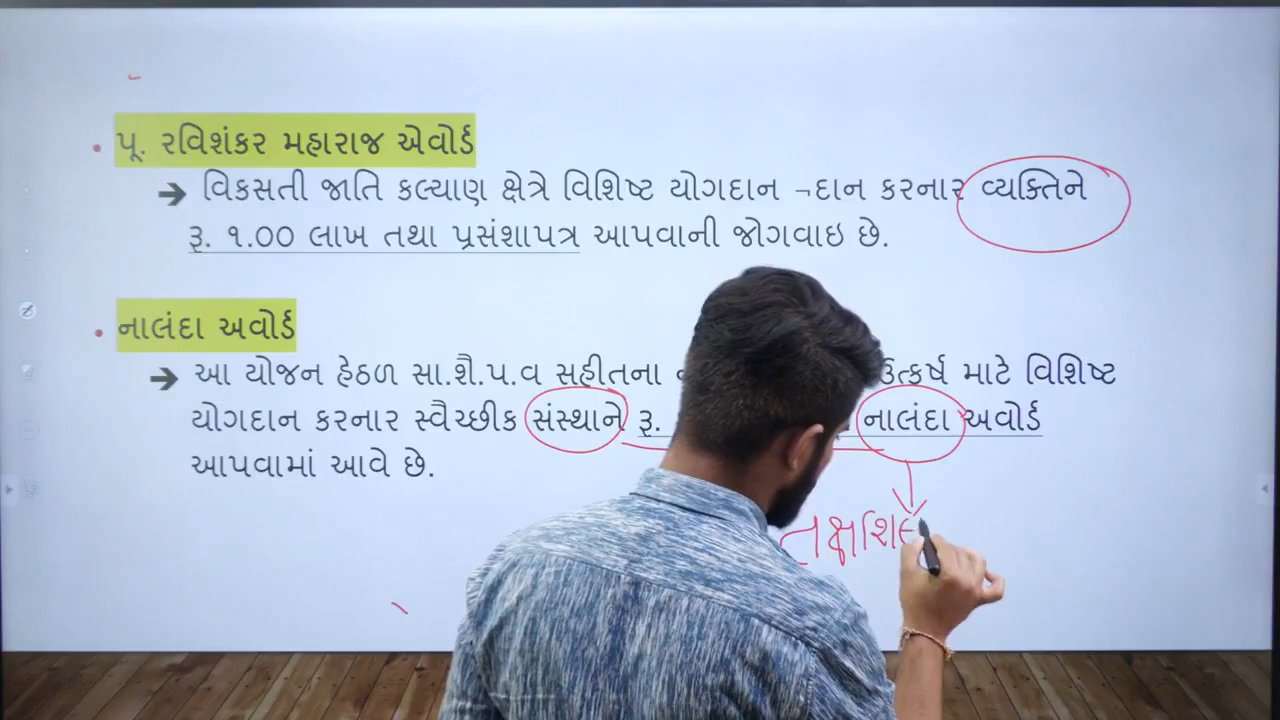 પૂ. રવિશંકર મહારાજ એવોર્ડ
વિકસતી જાતિ કલ્યાણ ક્ષેત્રે વિશિષ્ટ યોગદાન ¬દાન કરનાર વ્યક્તિને
રૂ. ૧.00 લાખ તથા પ્રસંશાપત્ર આપવાની જોગવાઇ છે.
નાલંદા અવોર્ડ
આ યોજન હેઠળ સા.શૈ.પ.વ સહીતના ઉત્કર્ષ માટે વિશિષ્ટ
યોગદાન કરનાર સ્વૈચ્છીક સંસ્થાને રૂ. નાલંદા અવોર્ડ
આપવામાં આવે છે.
તક્ષશિલ